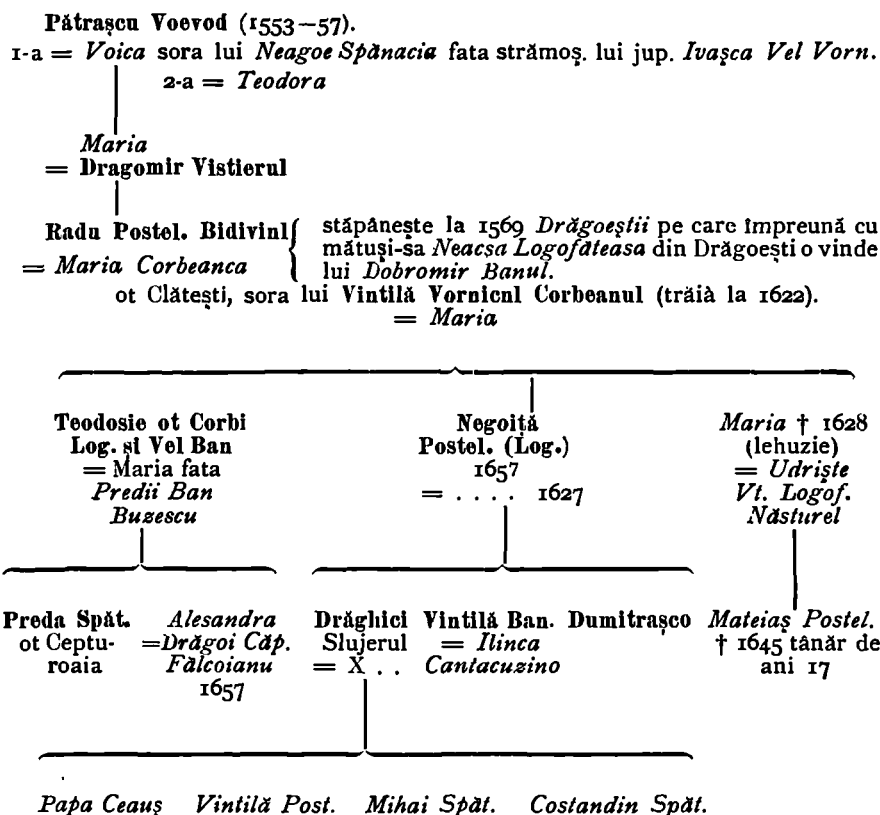 Pătrașcu Voevod (1553—57).
1-a = Voica sora lui Neagoe Spănacia fata strămoș. lui jup. Ivașca Vel Vorn.
2-a = Teodora
Maria
= Dragomir Vistierul
Radu Postel. Bidivinl { stăpânește la 1569 Drăgoeștii pe care împreună cu
= Maria Corbeanca mătuși-sa Neacșa Logofăteasa din Drăgoești o vinde
lui Dobromir Banul.
ot Clătești, sora lui Vintilă Vornicul Corbeanul (trăià la 1622).
= Maria
Teodosie ot Corbi Negoiță Maria † 1628
Log. și Vel Ban Postel. (Log.) (lehuzie)
= Maria fata 1657 = Udriște
Predii Ban = . . . . 1627 Vt. Logof.
Buzescu Năsturel
Preda Spăt. Alesandra Drăghici Vintilă Ban. Dumitrașco Mateiaș Postel.
ot Ceptu- =Drăgoi Căp. Slujerul = Ilinca † 1645 tânăr de
roaia Fălcoianu = X . . Cantacuzino ani 17
1657
Papa Ceauș Vintilă Post. Mihai Spăt. Costandin Spăt.